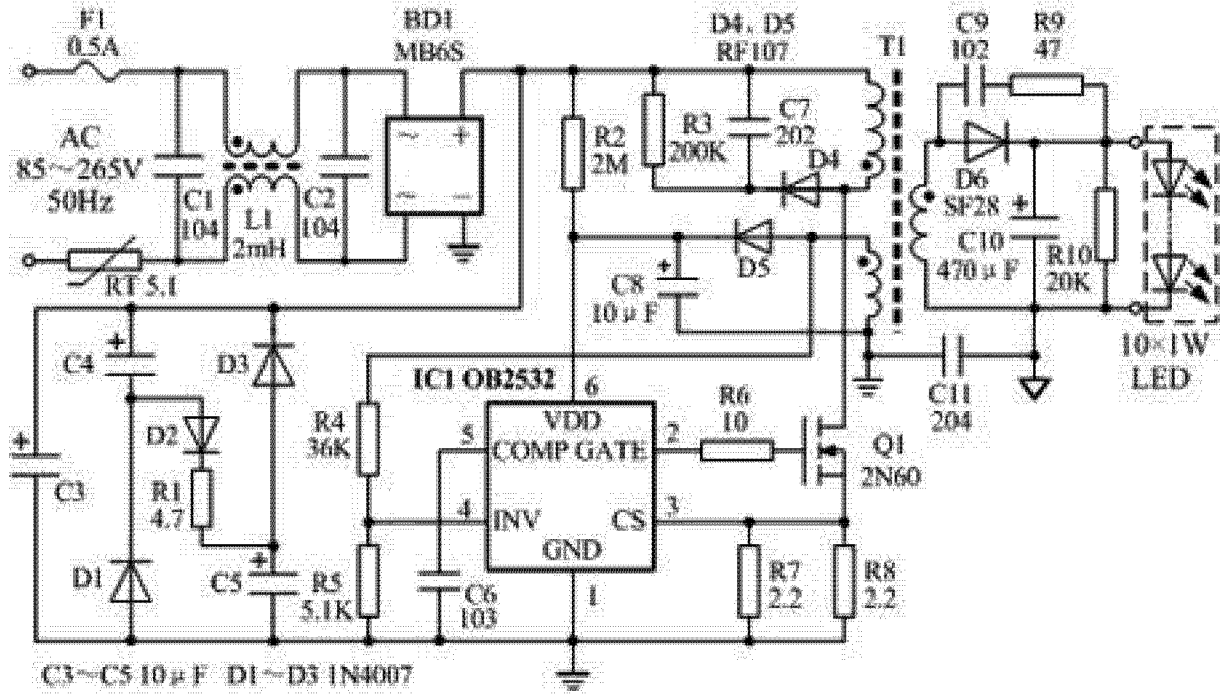 F1
0.5A
BD1
MB6S
D4、D5
RF107
T1
C9
102
R9
47
AC
85～265V
50Hz
C1
104
L1
2mH
C2
104
RT 5.1
~ +
~ −
R2
2M
R3
200K
C7
202
D4
D5
C8
10μF
D6
SF28
C10
470μF
R10
20K
10×1W
LED
C11
204
C4
D3
D2
R1
4.7
C3
D1
C5
R4
36K
R5
5.1K
C6
103
IC1 OB2532
6
VDD
5
COMP GATE
2
4
INV
CS
3
GND
1
R6
10
Q1
2N60
R7
2.2
R8
2.2
C3～C5 10μF D1～D3 1N4007